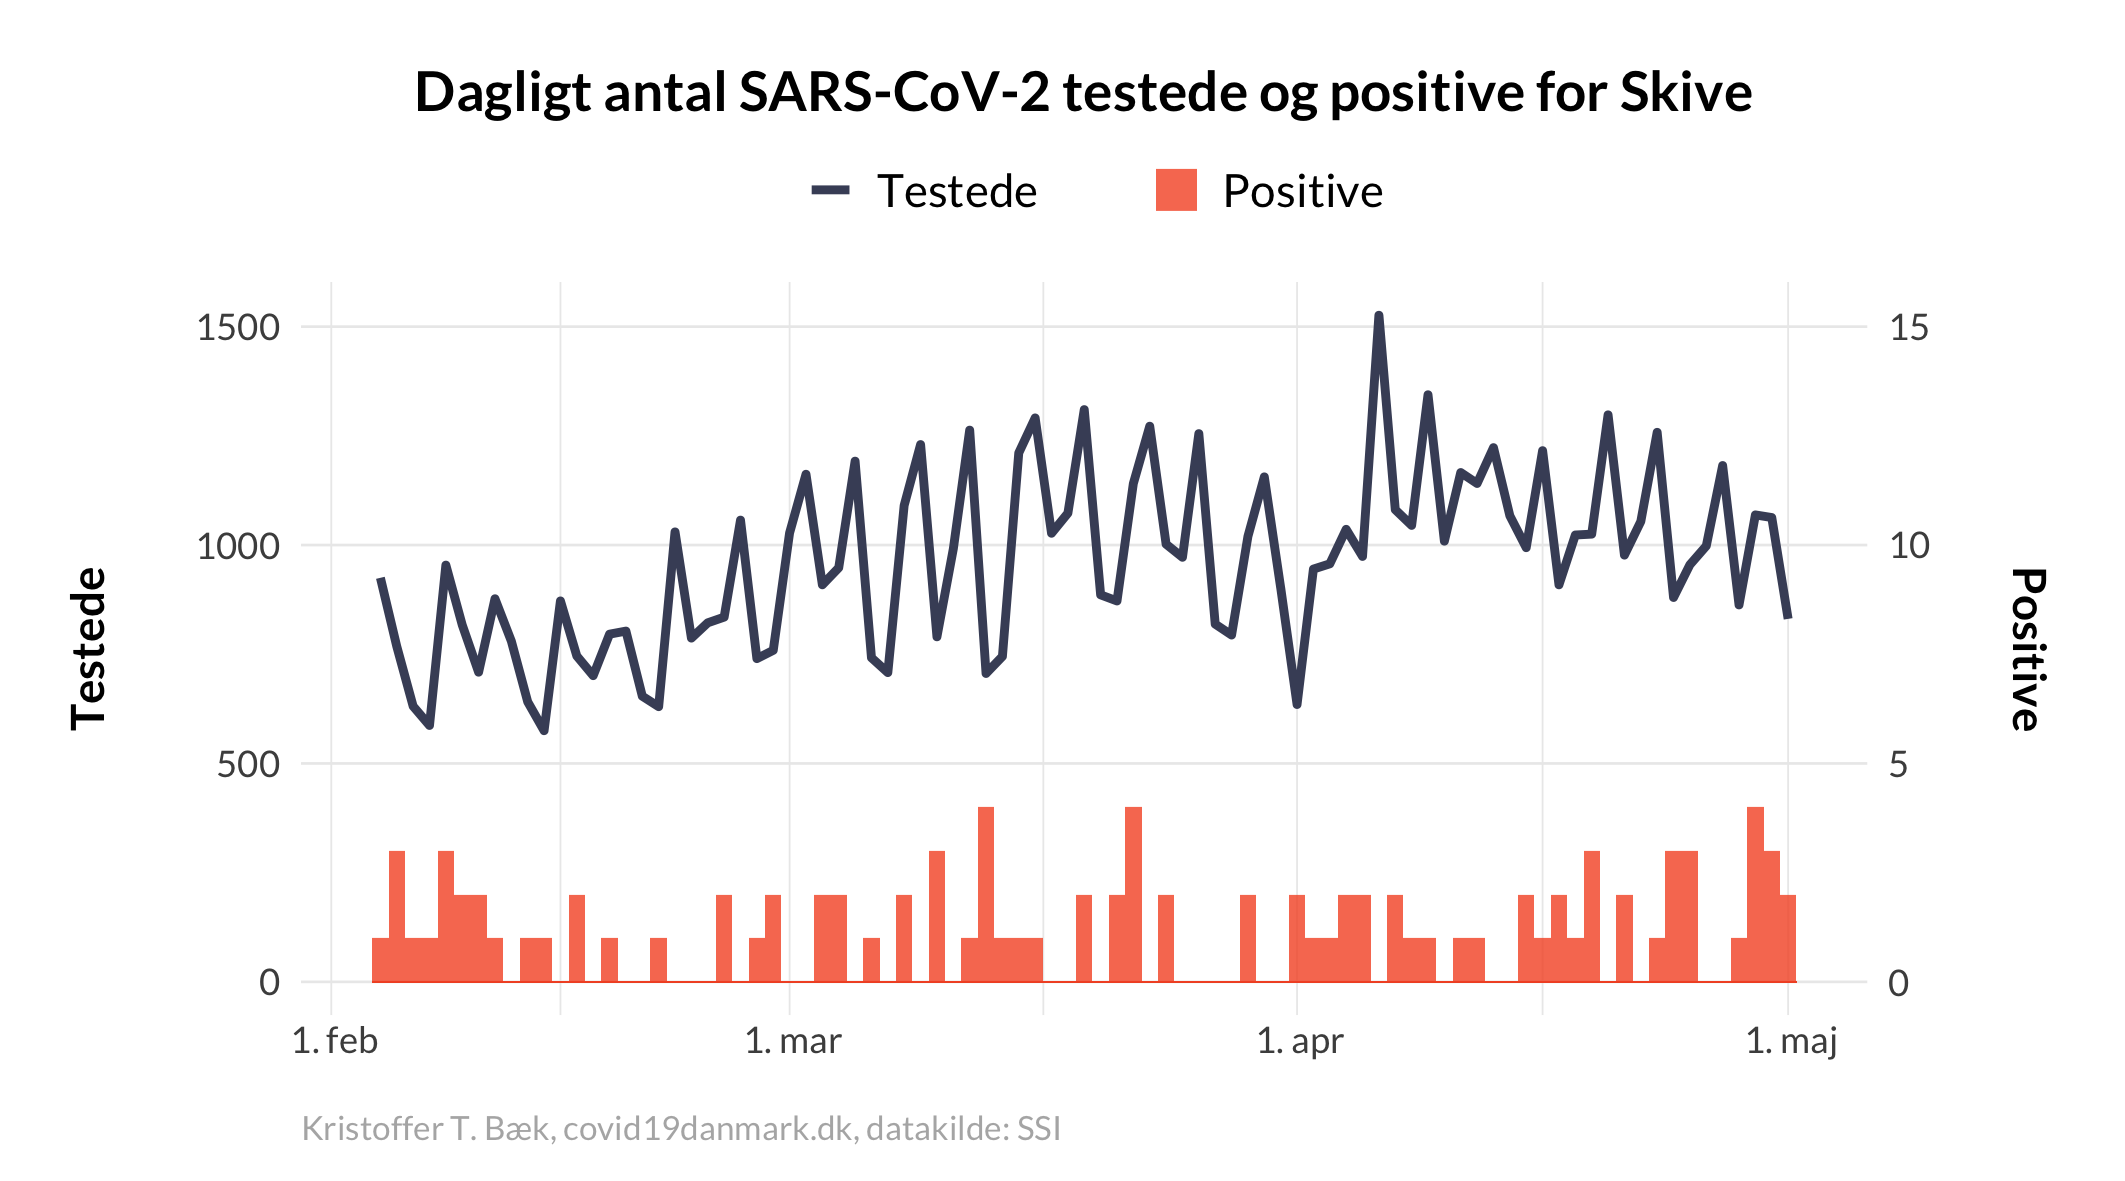 Dagligt antal SARS-CoV-2 testede og positive for Skive
Testede
Positive
1500
1000
500
0
15
10
5
0
Testede
Positive
1. feb
1. mar
1. apr
1. maj
Kristoffer T. Bæk, covid19danmark.dk, datakilde: SSI